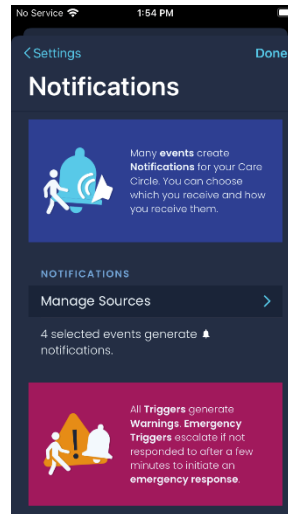 No Service 1:54 PM
Settings Done
Notifications
Many events create
Notifications for your Care
Circle. You can choose
which you receive and how
you receive them.
NOTIFICATIONS
Manage Sources
4 selected events generate
notifications.
All Triggers generate
Warnings. Emergency
Triggers escalate if not
responded to after a few
minutes to initiate an
emergency response.